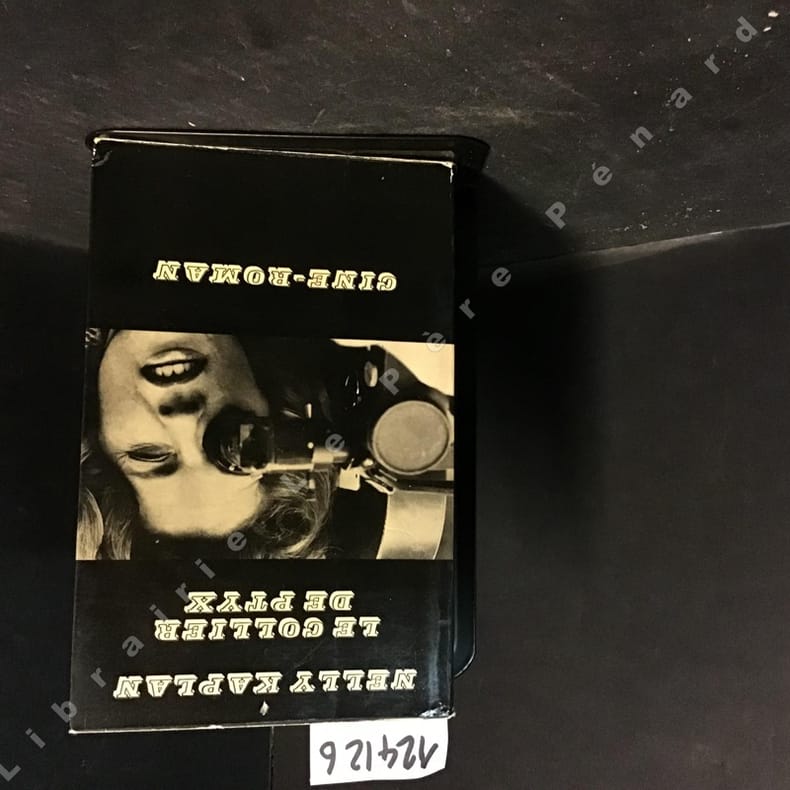 NELLY KAPLAN
LE COLLIER
DE PTYX
CINE-ROMAN
124126
Librairie Le Père Pénard